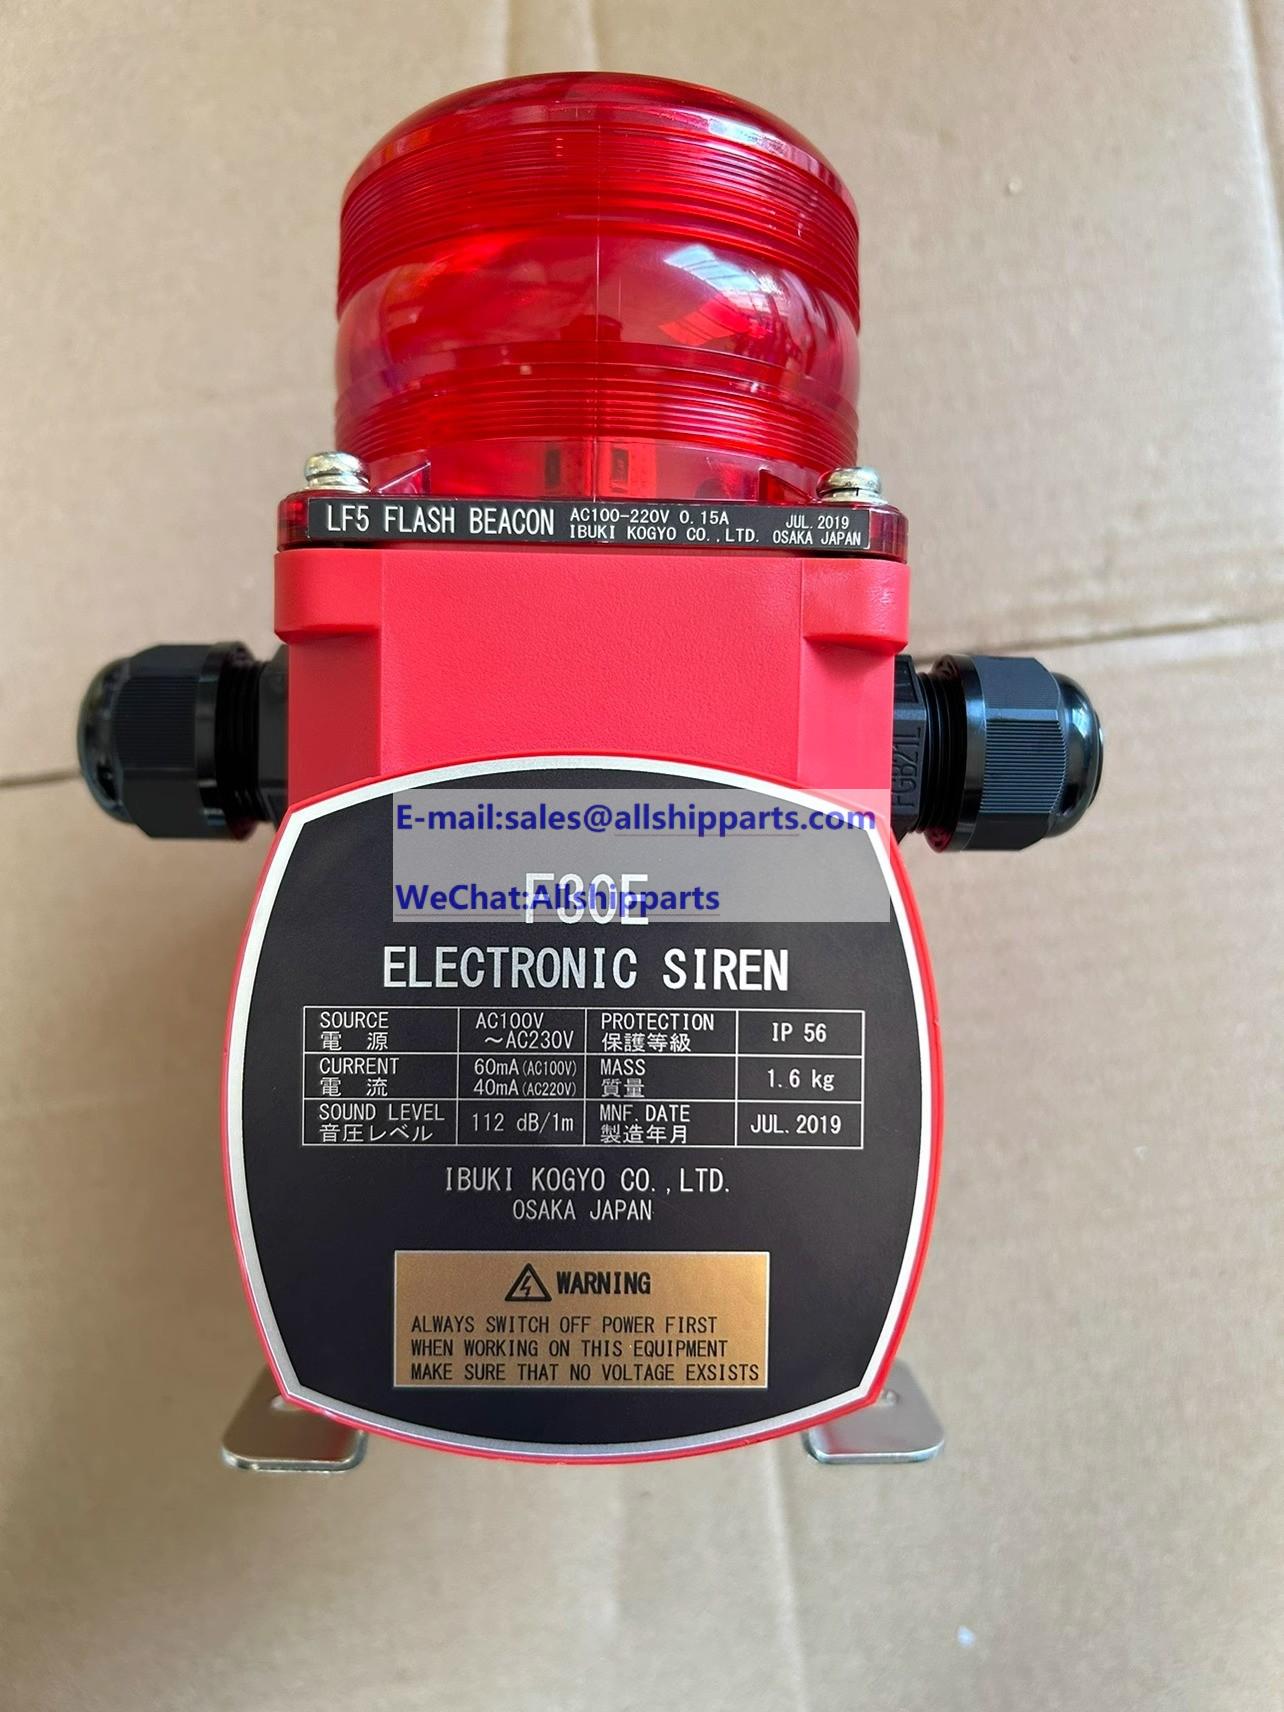 LF5 FLASH BEACON AC100-220V 0.15A JUL.2019
IBUKI KOGYO CO.,LTD. OSAKA JAPAN
FGB21L
E-mail:sales@allshipparts.com
WeChat:Allshipparts
F80E
ELECTRONIC SIREN
SOURCE AC100V PROTECTION IP 56
電源 ～AC230V 保護等級
CURRENT 60mA(AC100V) MASS 1.6 kg
電流 40mA(AC220V) 質量
SOUND LEVEL 112 dB/1m MNF.DATE JUL.2019
音圧レベル 製造年月
IBUKI KOGYO CO.,LTD.
OSAKA JAPAN
WARNING
ALWAYS SWITCH OFF POWER FIRST
WHEN WORKING ON THIS EQUIPMENT
MAKE SURE THAT NO VOLTAGE EXSISTS